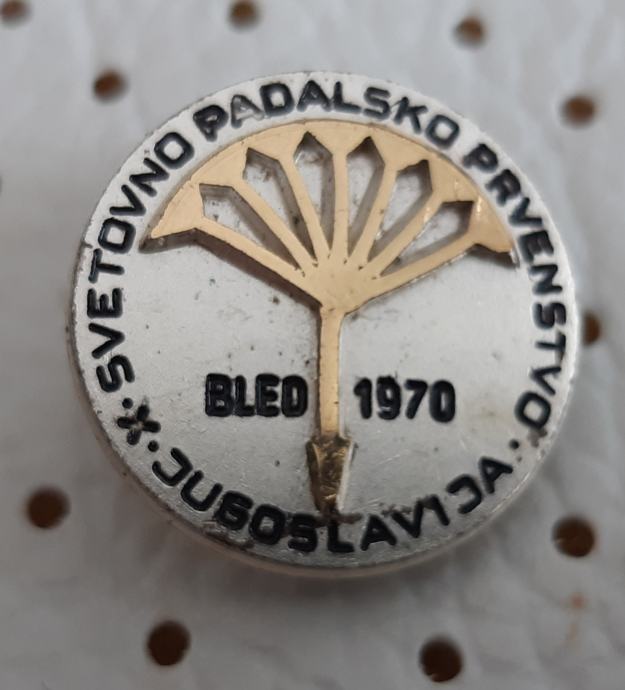 X. SVETOVNO PADALSKO PRVENSTVO
BLED 1970
JUGOSLAVIJA